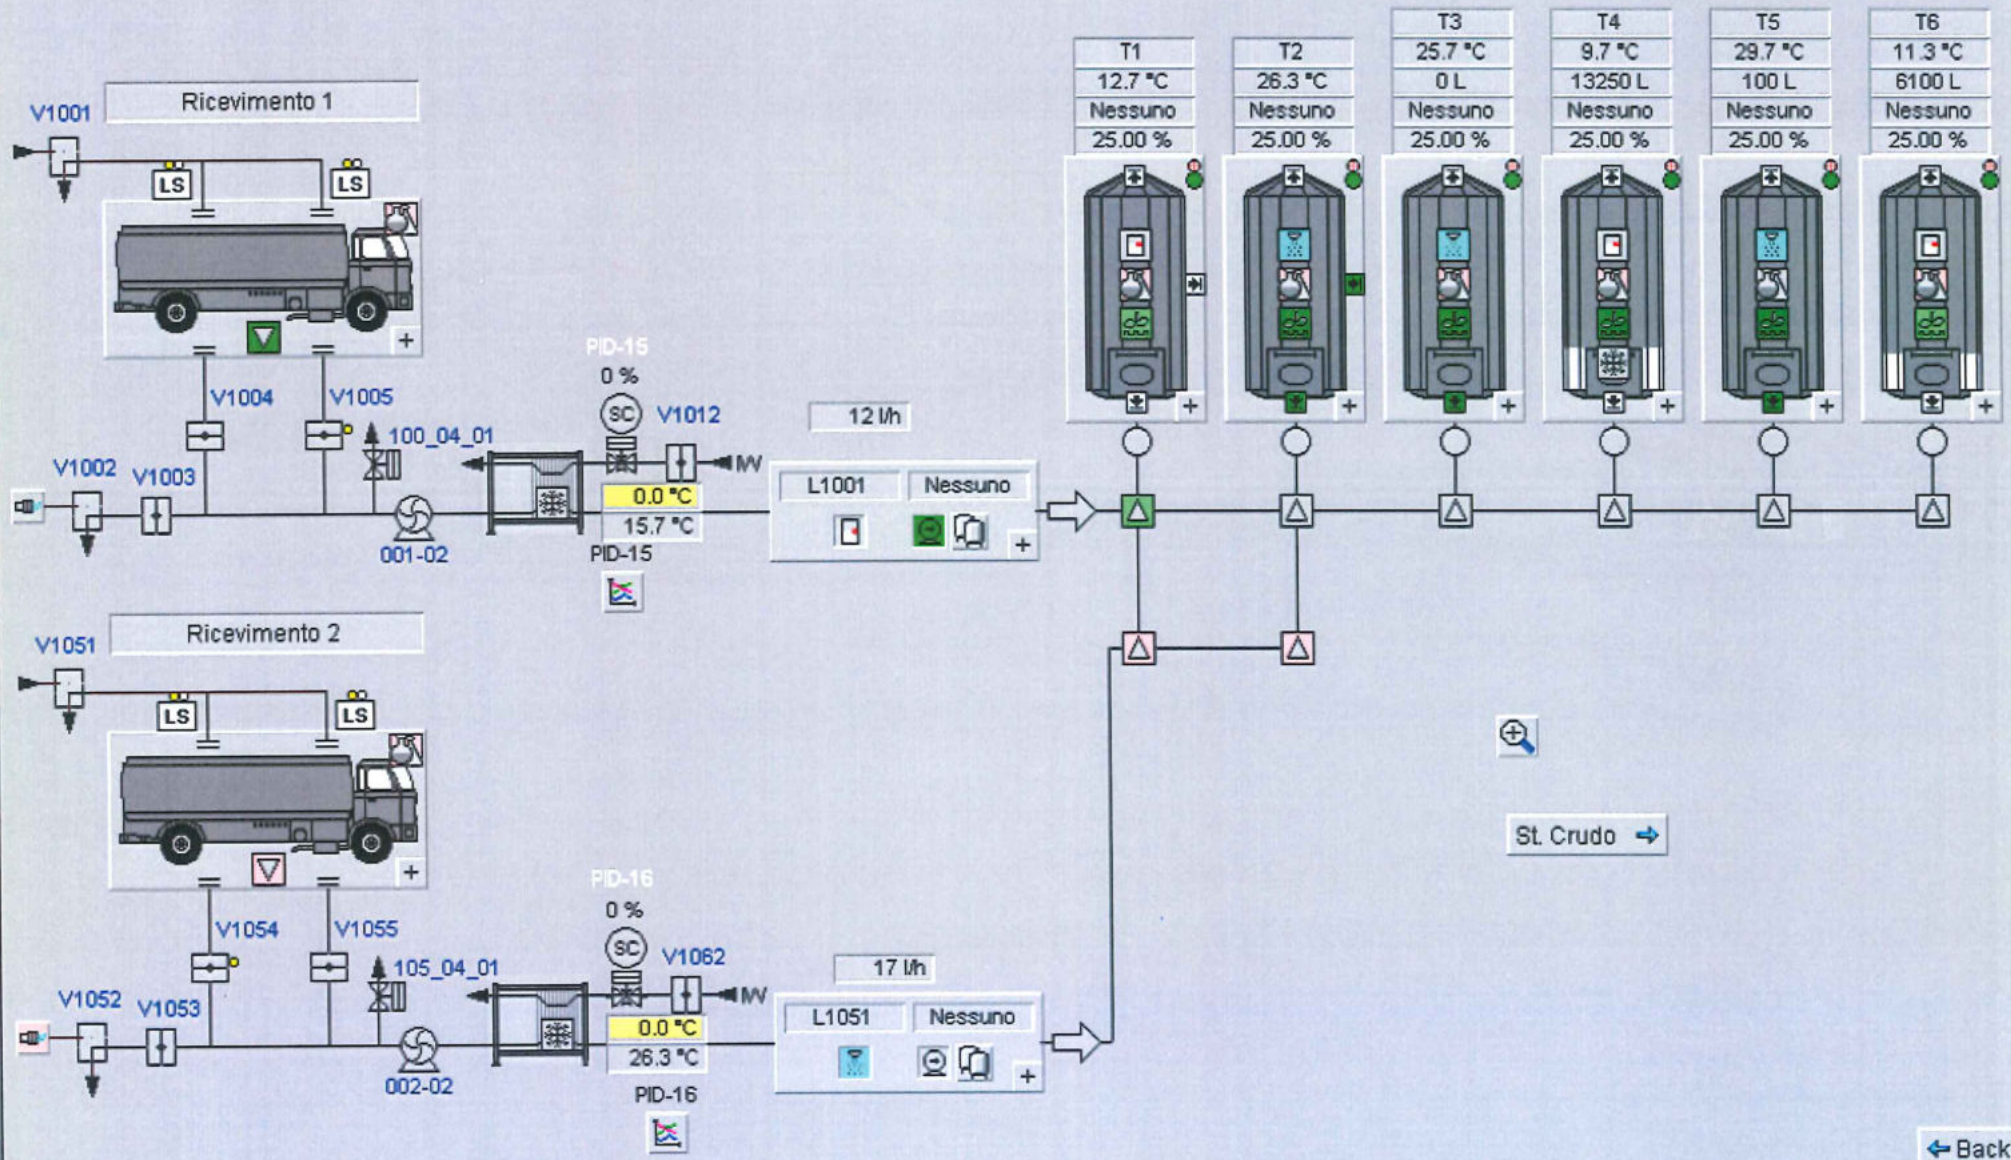 T1
12.7 °C
Nessuno
25.00 %
T2
26.3 °C
Nessuno
25.00 %
T3
25.7 °C
0 L
Nessuno
25.00 %
T4
9.7 °C
13250 L
Nessuno
25.00 %
T5
29.7 °C
100 L
Nessuno
25.00 %
T6
11.3 °C
6100 L
Nessuno
25.00 %
Ricevimento 1
V1001
LS
LS
V1004
V1005
100_04_01
V1002
V1003
001-02
PID-15
0 %
SC
V1012
IW
0.0 °C
15.7 °C
PID-15
12 l/h
L1001
Nessuno
Ricevimento 2
V1051
LS
LS
V1054
V1055
105_04_01
V1052
V1053
002-02
PID-16
0 %
SC
V1062
IW
0.0 °C
26.3 °C
PID-16
17 l/h
L1051
Nessuno
St. Crudo
Back